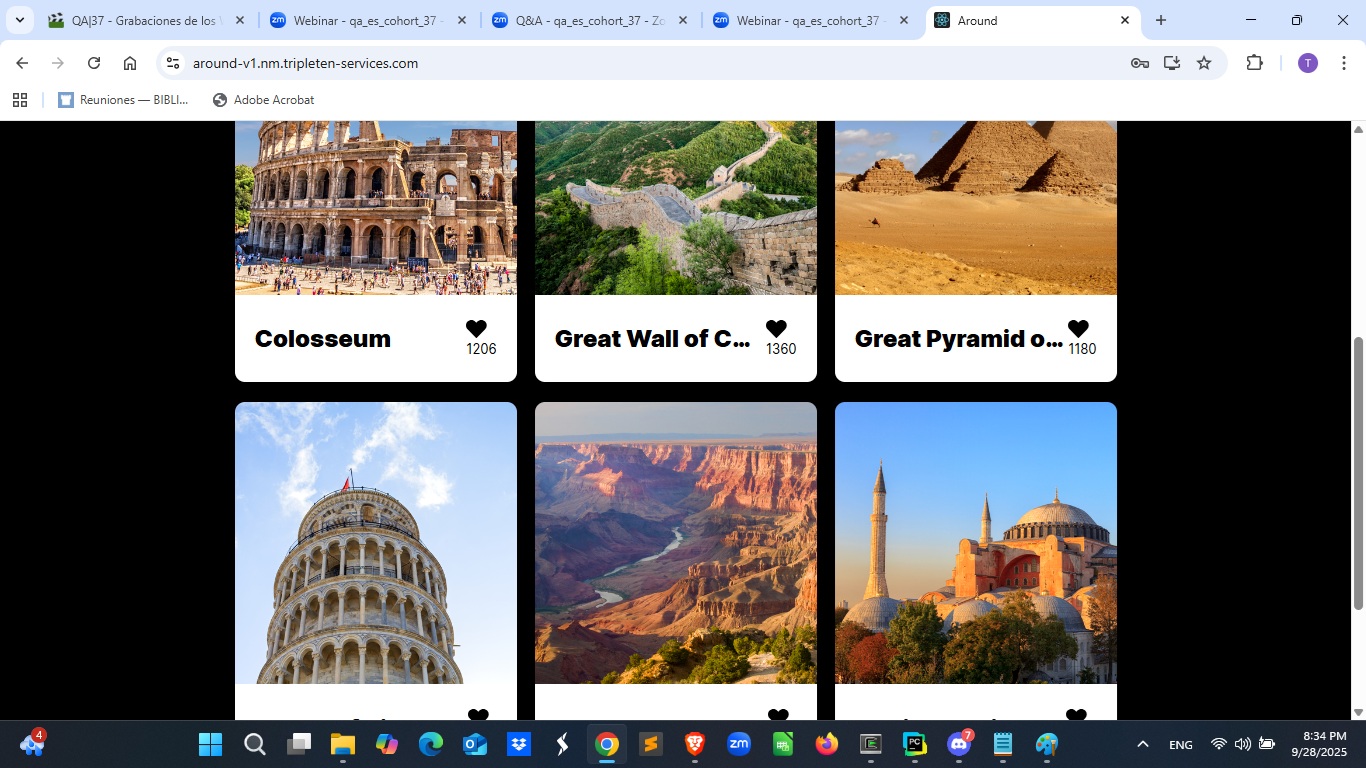 QA|37 - Grabaciones de los
Webinar - qa_es_cohort_37 -
Q&A - qa_es_cohort_37 - Zo
Webinar - qa_es_cohort_37 -
Around
around-v1.nm.tripleten-services.com
T
Reuniones — BIBLI...
Adobe Acrobat
Colosseum
1206
Great Wall of C...
1360
Great Pyramid o...
1180
4
zm
PC
7
ENG
8:34 PM
9/28/2025